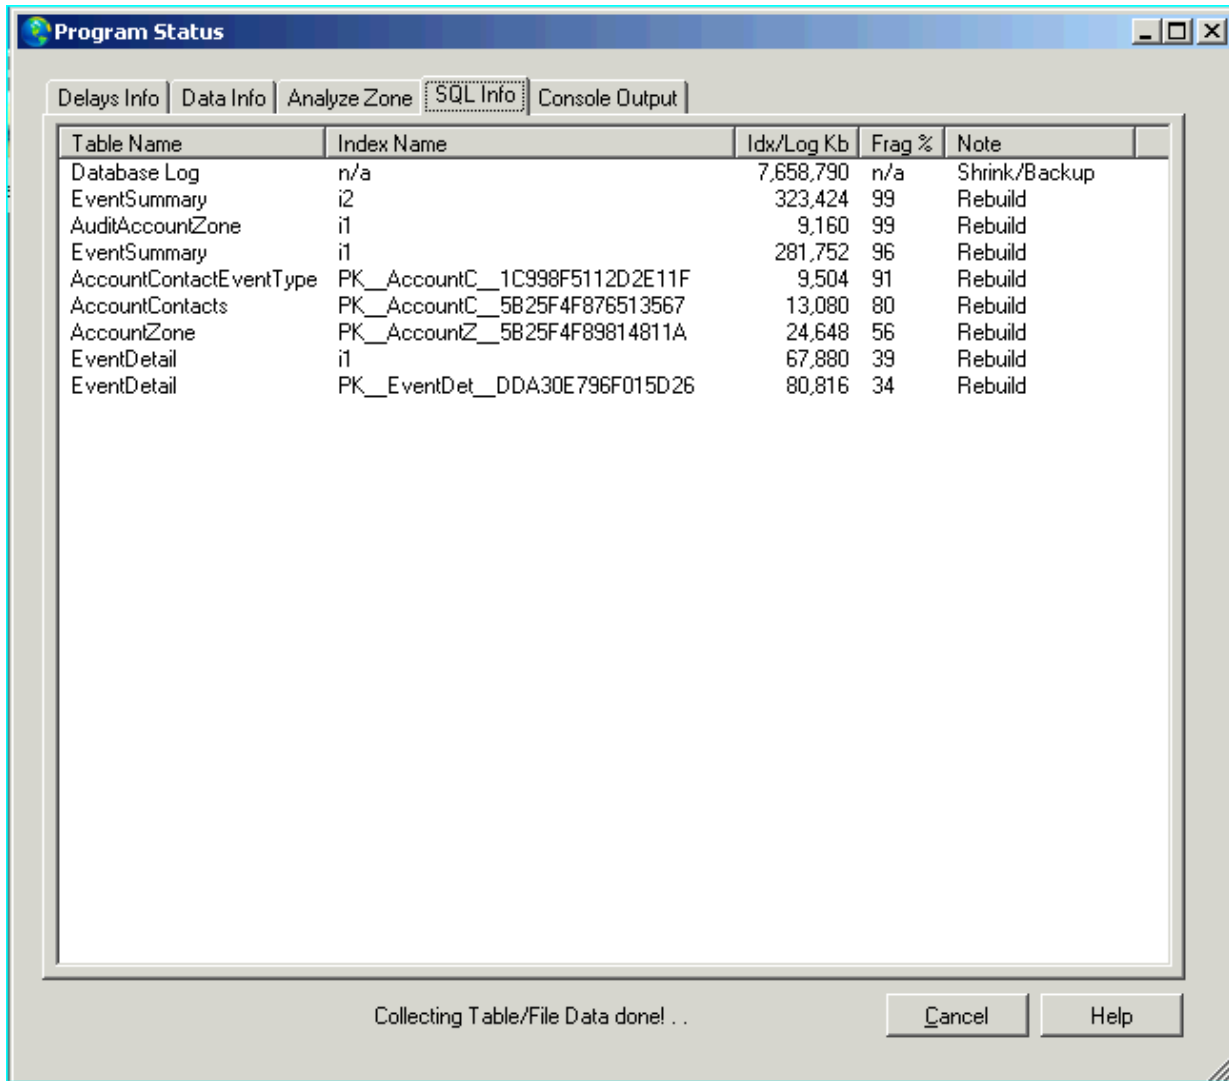 Program Status
Delays Info Data Info Analyze Zone SQL Info Console Output
Table Name Index Name Idx/Log Kb Frag % Note
Database Log n/a 7,658,790 n/a Shrink/Backup
EventSummary i2 323,424 99 Rebuild
AuditAccountZone i1 9,160 99 Rebuild
EventSummary i1 281,752 96 Rebuild
AccountContactEventType PK__AccountC__1C998F5112D2E11F 9,504 91 Rebuild
AccountContacts PK__AccountC__5B25F4F876513567 13,080 80 Rebuild
AccountZone PK__AccountZ__5B25F4F89814811A 24,648 56 Rebuild
EventDetail i1 67,880 39 Rebuild
EventDetail PK__EventDet__DDA30E796F015D26 80,816 34 Rebuild
Collecting Table/File Data done! . . Cancel Help